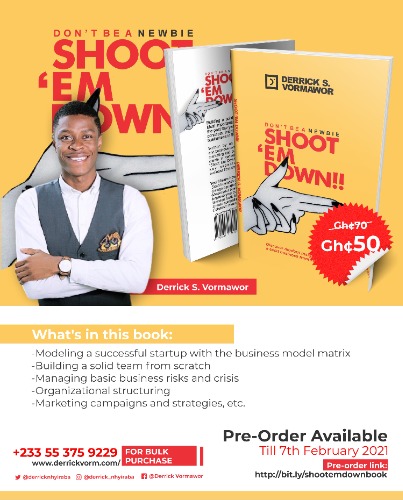 DON'T BE A NEWBIE
SHOOT
'EM
DOWN!!
DERRICK S.
VORMAWOR
DON'T BE A NEWBIE
SHOOT
'EM
DOWN!!
Gh¢70
Gh¢50
Derrick S. Vormawor
What's in this book:
-Modeling a successful startup with the business model matrix
-Building a solid team from scratch
-Managing basic business risks and crisis
-Organizational structuring
-Marketing campaigns and strategies, etc.
+233 55 375 9229
www.derrickvorm.com
FOR BULK
PURCHASE
@derricknhyiraba
@derrick_nhyiraba
@Derrick Vormawor
Pre-Order Available
Till 7th February 2021
Pre-order link:
http://bit.ly/shootemdownbook